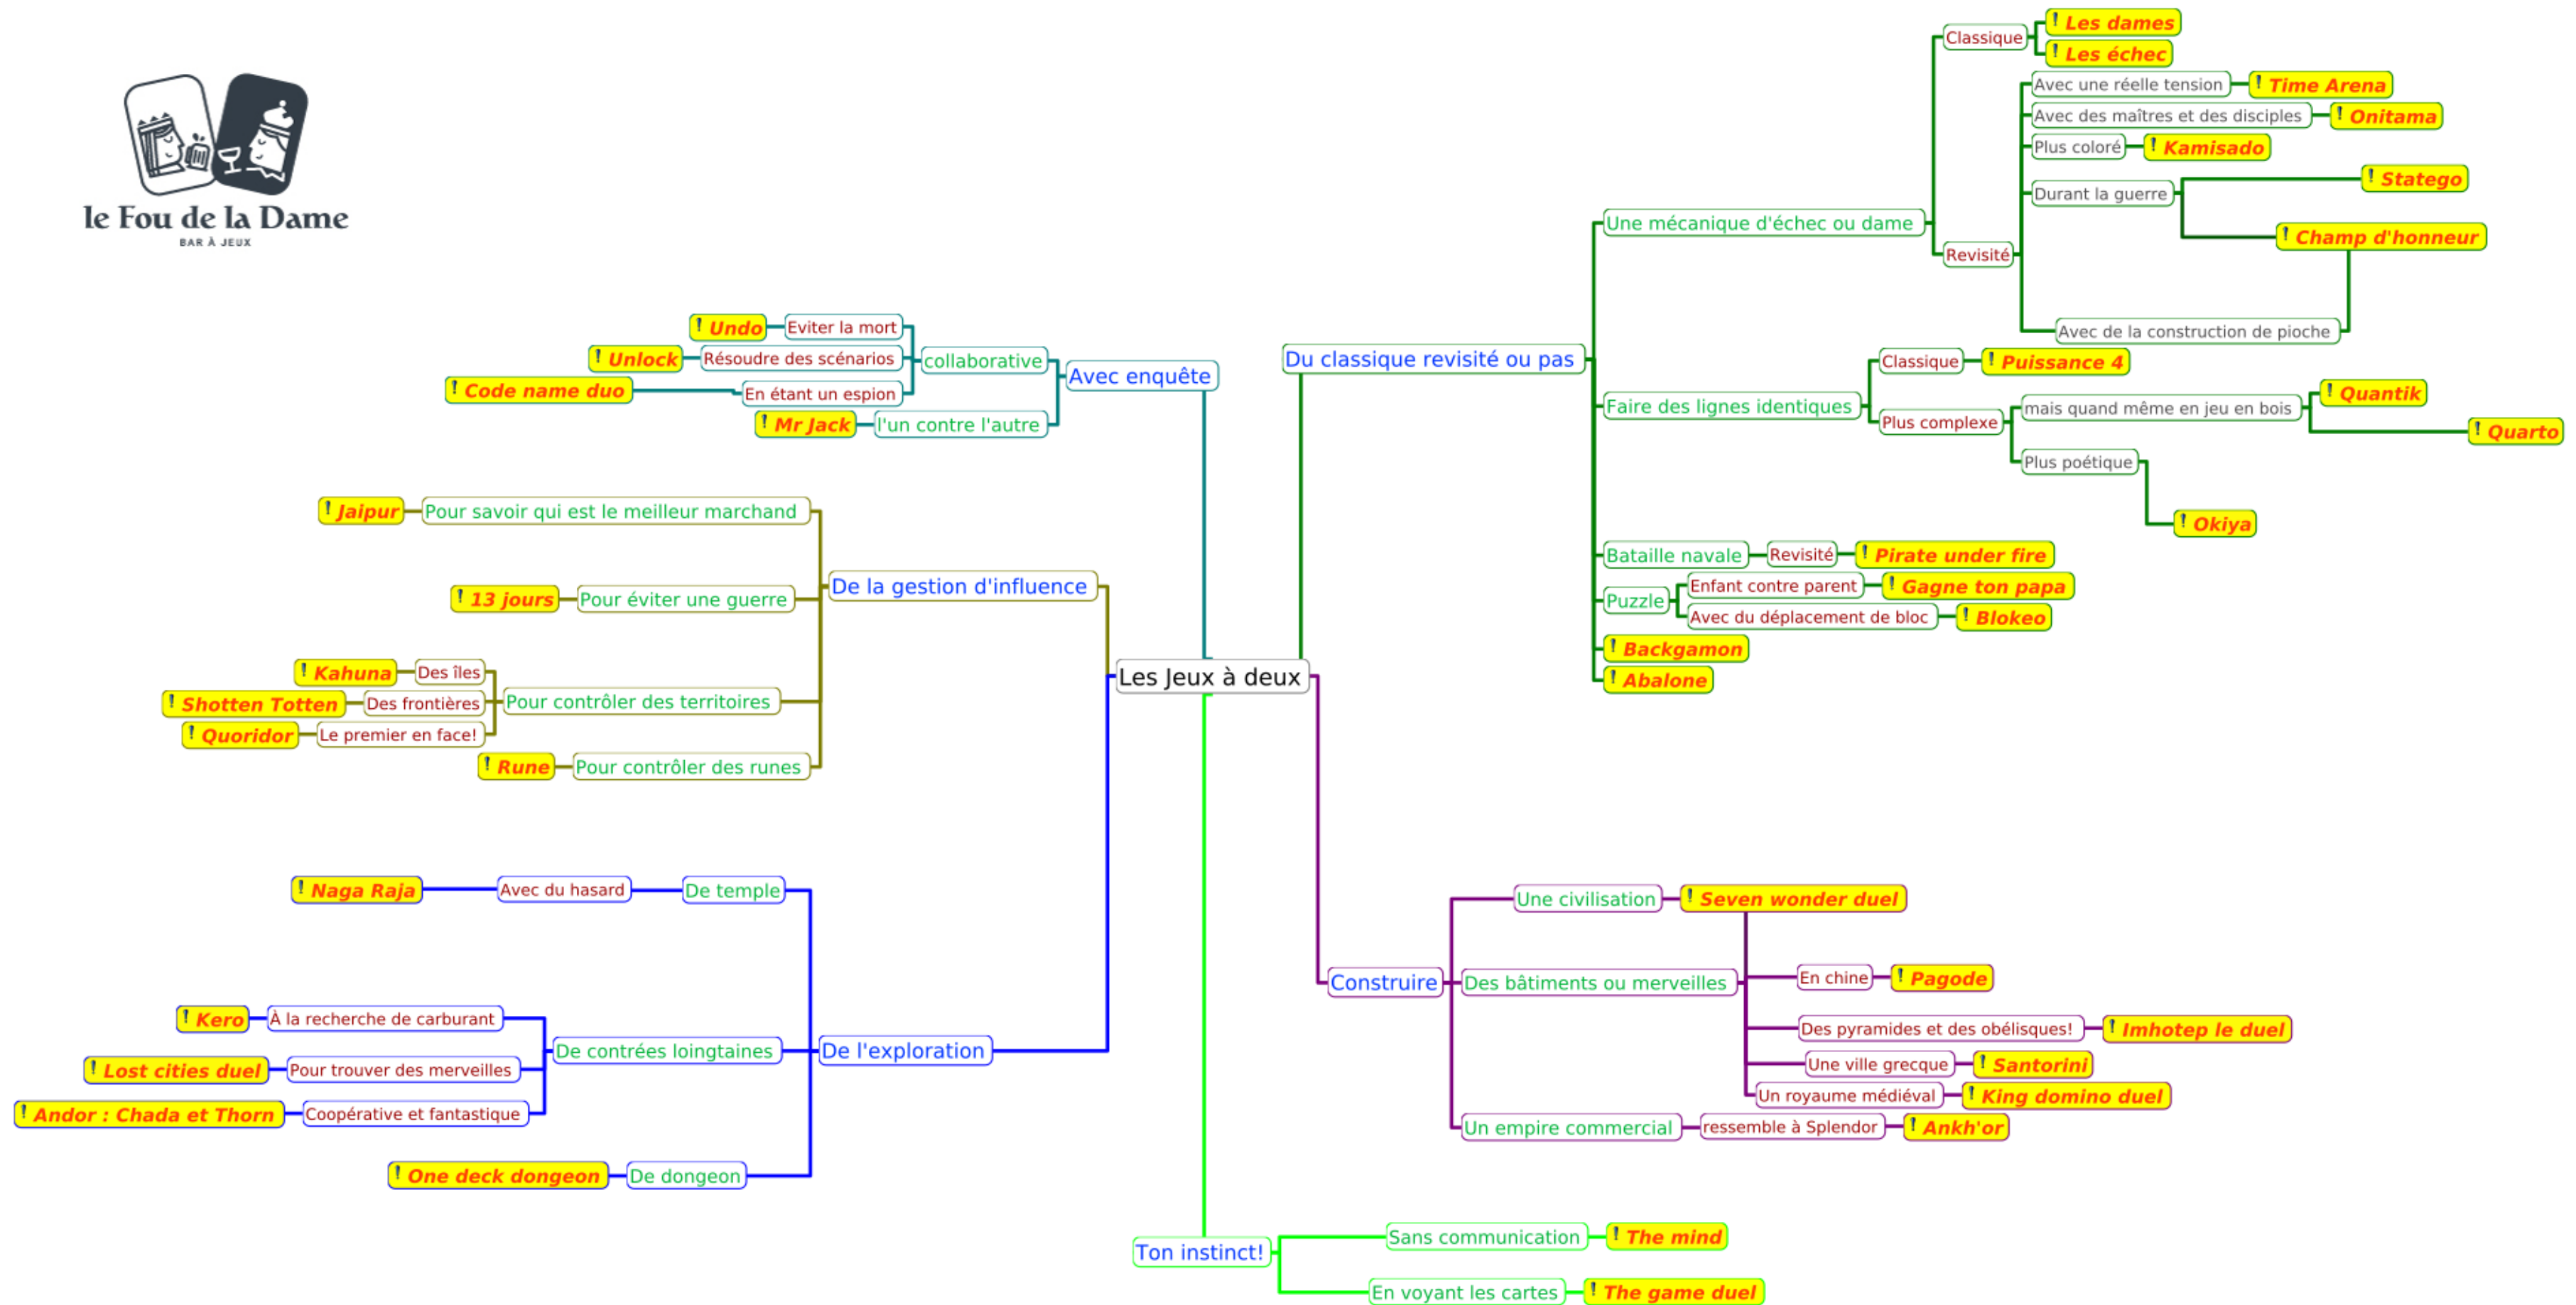 le Fou de la Dame
BAR À JEUX
Les Jeux à deux
Avec enquête
collaborative
Eviter la mort
Undo
Résoudre des scénarios
Unlock
En étant un espion
Code name duo
l'un contre l'autre
Mr Jack
De la gestion d'influence
Pour savoir qui est le meilleur marchand
Jaipur
Pour éviter une guerre
13 jours
Pour contrôler des territoires
Des îles
Kahuna
Des frontières
Shotten Totten
Le premier en face!
Quoridor
Pour contrôler des runes
Rune
De l'exploration
De temple
Avec du hasard
Naga Raja
De contrées loingtaines
À la recherche de carburant
Kero
Pour trouver des merveilles
Lost cities duel
Coopérative et fantastique
Andor : Chada et Thorn
De dongeon
One deck dongeon
Du classique revisité ou pas
Une mécanique d'échec ou dame
Classique
Les dames
Les échec
Revisité
Avec une réelle tension
Time Arena
Avec des maîtres et des disciples
Onitama
Plus coloré
Kamisado
Durant la guerre
Statego
Champ d'honneur
Avec de la construction de pioche
Faire des lignes identiques
Classique
Puissance 4
Plus complexe
mais quand même en jeu en bois
Quantik
Quarto
Plus poétique
Okiya
Bataille navale
Revisité
Pirate under fire
Puzzle
Enfant contre parent
Gagne ton papa
Avec du déplacement de bloc
Blokeo
Backgamon
Abalone
Construire
Une civilisation
Seven wonder duel
Des bâtiments ou merveilles
En chine
Pagode
Des pyramides et des obélisques!
Imhotep le duel
Une ville grecque
Santorini
Un royaume médiéval
King domino duel
Un empire commercial
ressemble à Splendor
Ankh'or
Ton instinct!
Sans communication
The mind
En voyant les cartes
The game duel